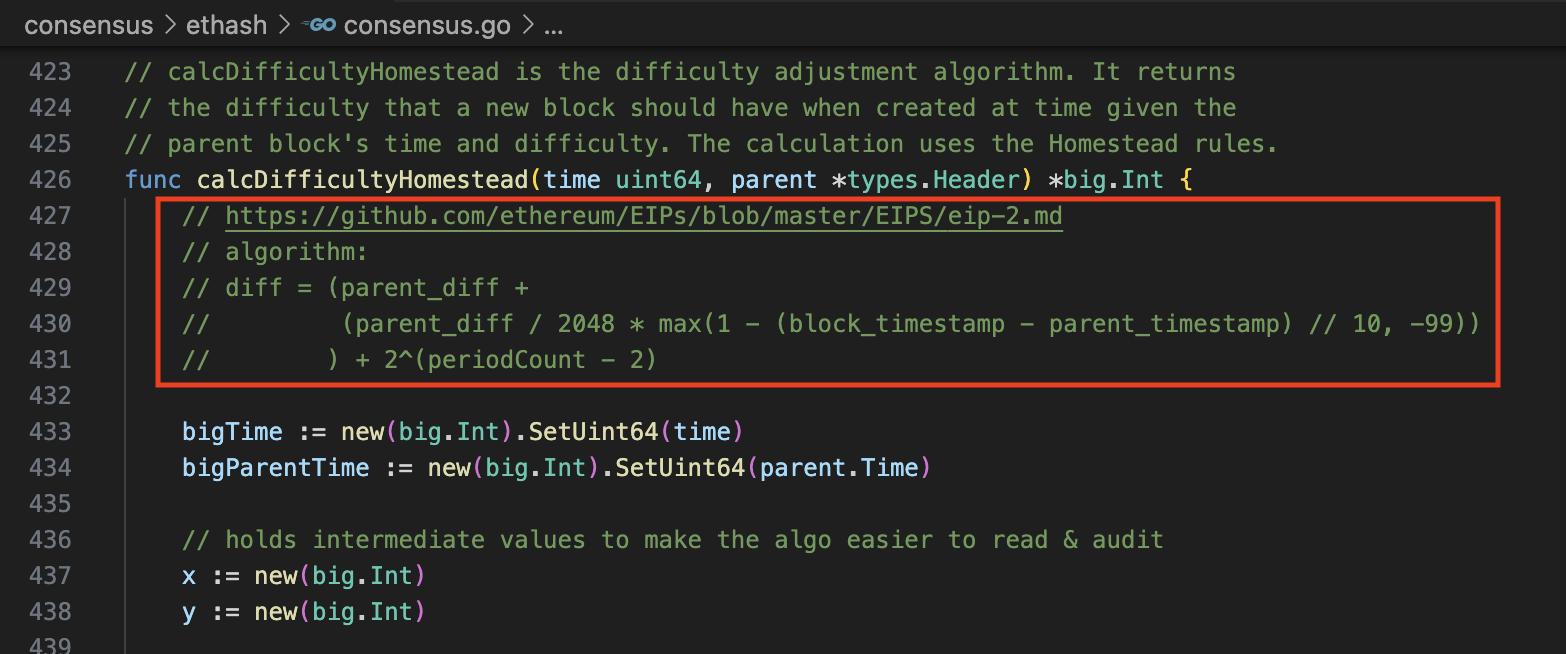 consensus > ethash > GO consensus.go > ...
423 // calcDifficultyHomestead is the difficulty adjustment algorithm. It returns
424 // the difficulty that a new block should have when created at time given the
425 // parent block's time and difficulty. The calculation uses the Homestead rules.
426 func calcDifficultyHomestead(time uint64, parent *types.Header) *big.Int {
427     // https://github.com/ethereum/EIPs/blob/master/EIPS/eip-2.md
428     // algorithm:
429     // diff = (parent_diff +
430     //         (parent_diff / 2048 * max(1 - (block_timestamp - parent_timestamp) // 10, -99))
431     //        ) + 2^(periodCount - 2)
432
433     bigTime := new(big.Int).SetUint64(time)
434     bigParentTime := new(big.Int).SetUint64(parent.Time)
435
436     // holds intermediate values to make the algo easier to read & audit
437     x := new(big.Int)
438     y := new(big.Int)
439